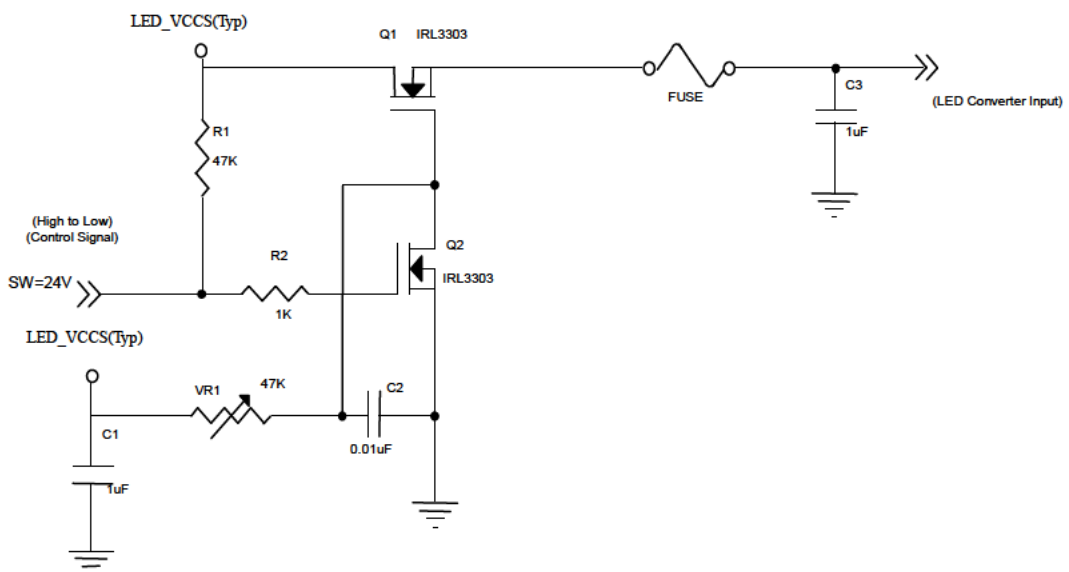 LED_VCCS(Typ)
Q1 IRL3303
FUSE
C3
1uF
(LED Converter Input)
R1
47K
(High to Low)
(Control Signal)
SW=24V
R2
1K
Q2
IRL3303
LED_VCCS(Typ)
VR1
47K
C2
0.01uF
C1
1uF